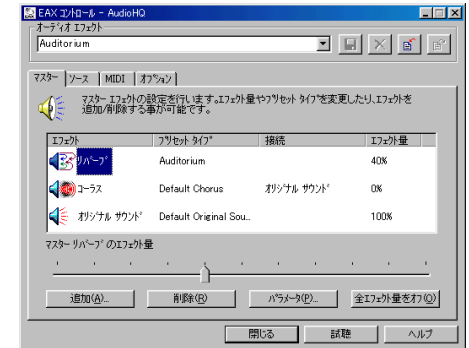 EAX ｺﾝﾄﾛｰﾙ - AudioHQ
ｵｰﾃﾞｨｵ ｴﾌｪｸﾄ
Auditorium
ﾏｽﾀｰ ｿｰｽ MIDI ｵﾌﾟｼｮﾝ
ﾏｽﾀｰ ｴﾌｪｸﾄの設定を行います。ｴﾌｪｸﾄ量やﾌﾟﾘｾｯﾄ ﾀｲﾌﾟを変更したり、ｴﾌｪｸﾄを
追加/削除する事が可能です。
ｴﾌｪｸﾄ ﾌﾟﾘｾｯﾄ ﾀｲﾌﾟ 接続 ｴﾌｪｸﾄ量
ﾘﾊﾞｰﾌﾞ Auditorium 40%
ｺｰﾗｽ Default Chorus ｵﾘｼﾞﾅﾙ ｻｳﾝﾄﾞ 0%
ｵﾘｼﾞﾅﾙ ｻｳﾝﾄﾞ Default Original Sou... 100%
ﾏｽﾀｰ ﾘﾊﾞｰﾌﾞ のｴﾌｪｸﾄ量
追加(A)... 削除(R) ﾊﾟﾗﾒｰﾀ(P)... 全ｴﾌｪｸﾄ量をｵﾌ(O)
閉じる 試聴 ﾍﾙﾌﾟ